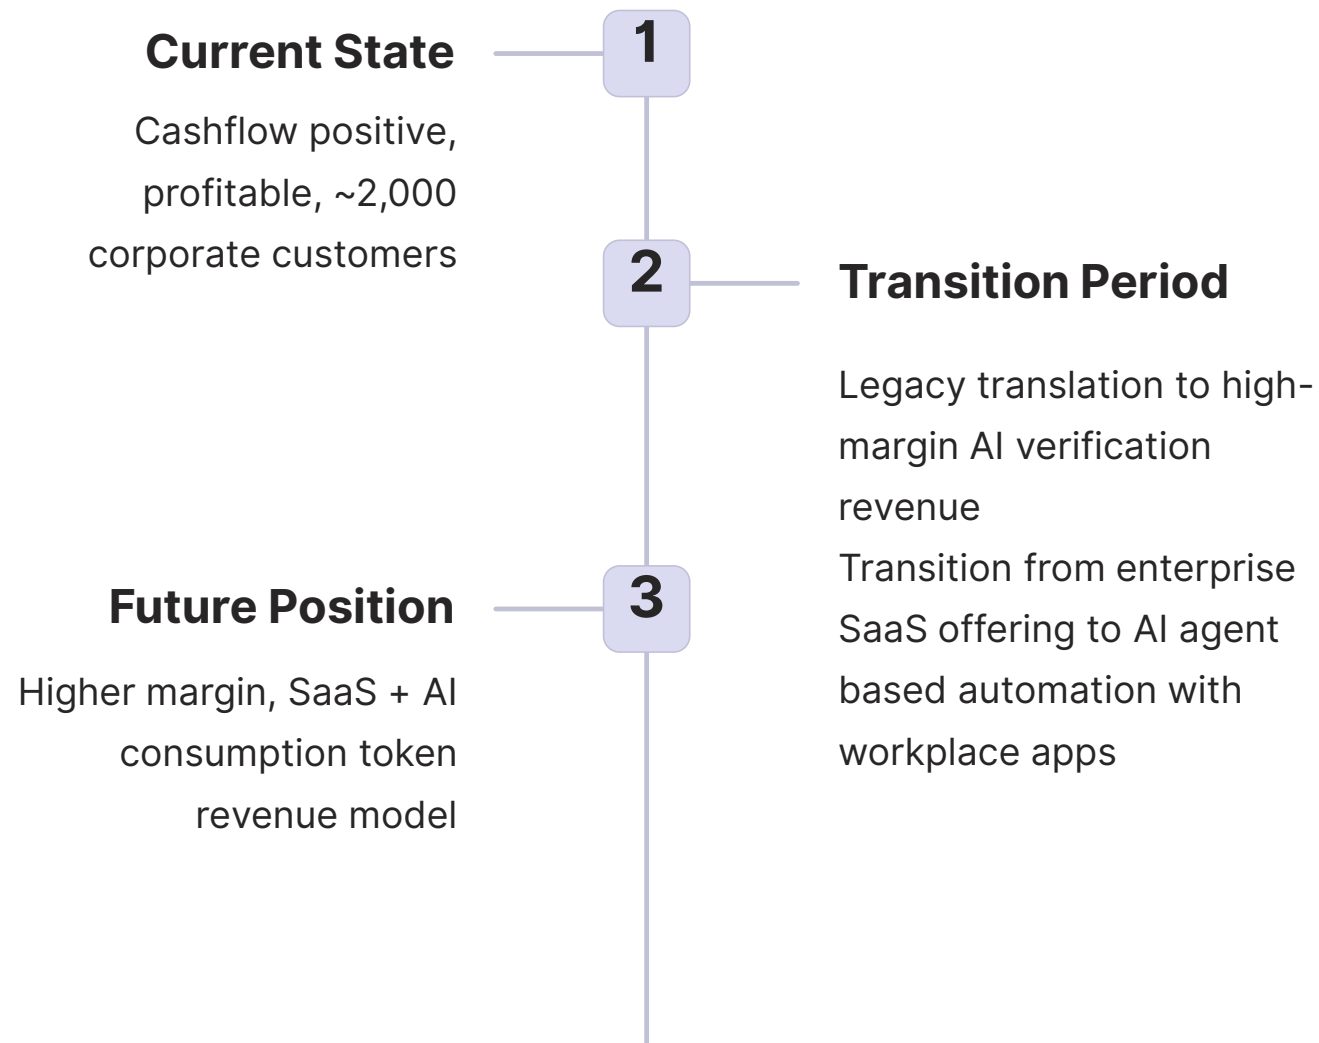 1
Current State
Cashflow positive,
profitable, ~2,000
corporate customers
2
Transition Period
Legacy translation to high-
margin AI verification
revenue
Transition from enterprise
SaaS offering to AI agent
based automation with
workplace apps
3
Future Position
Higher margin, SaaS + AI
consumption token
revenue model